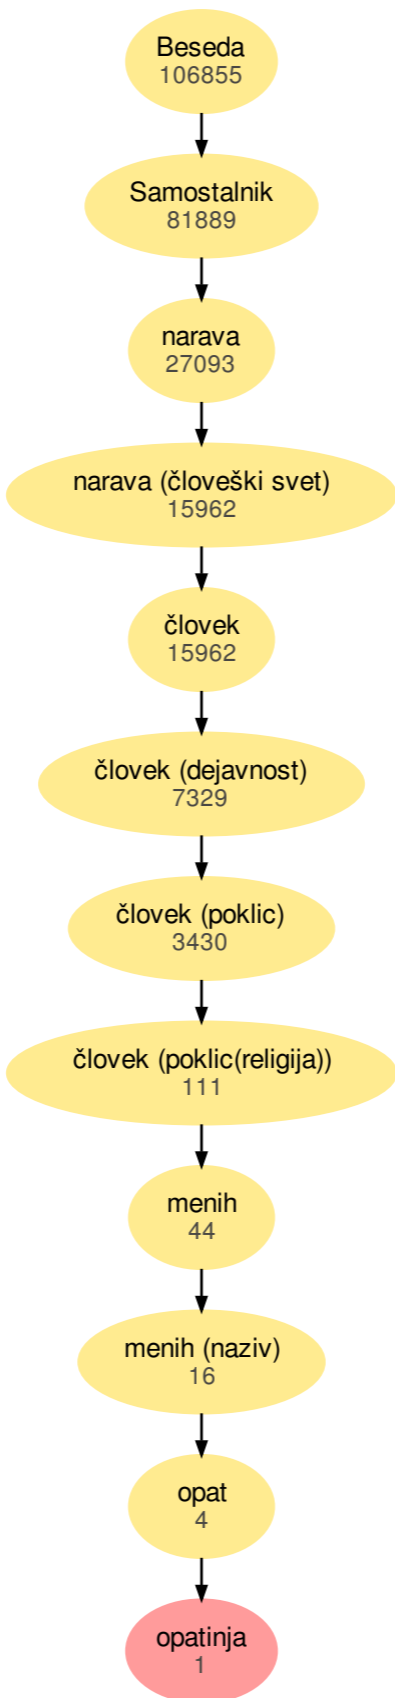 Beseda
106855
Samostalnik
81889
narava
27093
narava (človeški svet)
15962
človek
15962
človek (dejavnost)
7329
človek (poklic)
3430
človek (poklic(religija))
111
menih
44
menih (naziv)
16
opat
4
opatinja
1